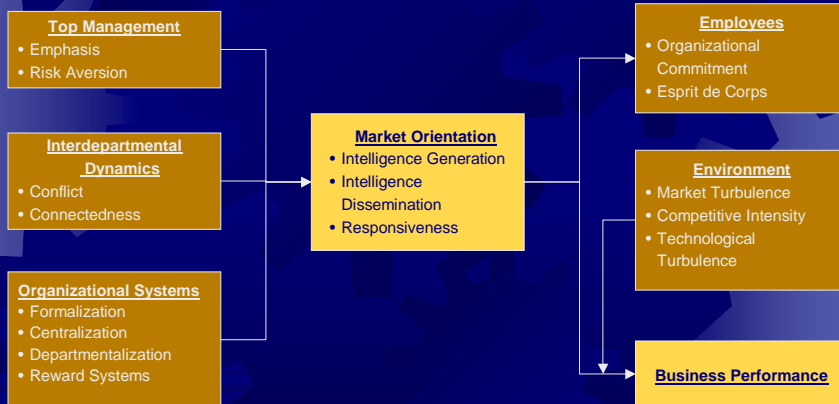 Top Management
• Emphasis
• Risk Aversion
Interdepartmental
Dynamics
• Conflict
• Connectedness
Organizational Systems
• Formalization
• Centralization
• Departmentalization
• Reward Systems
Market Orientation
• Intelligence Generation
• Intelligence
Dissemination
• Responsiveness
Employees
• Organizational
Commitment
• Esprit de Corps
Environment
• Market Turbulence
• Competitive Intensity
• Technological
Turbulence
Business Performance